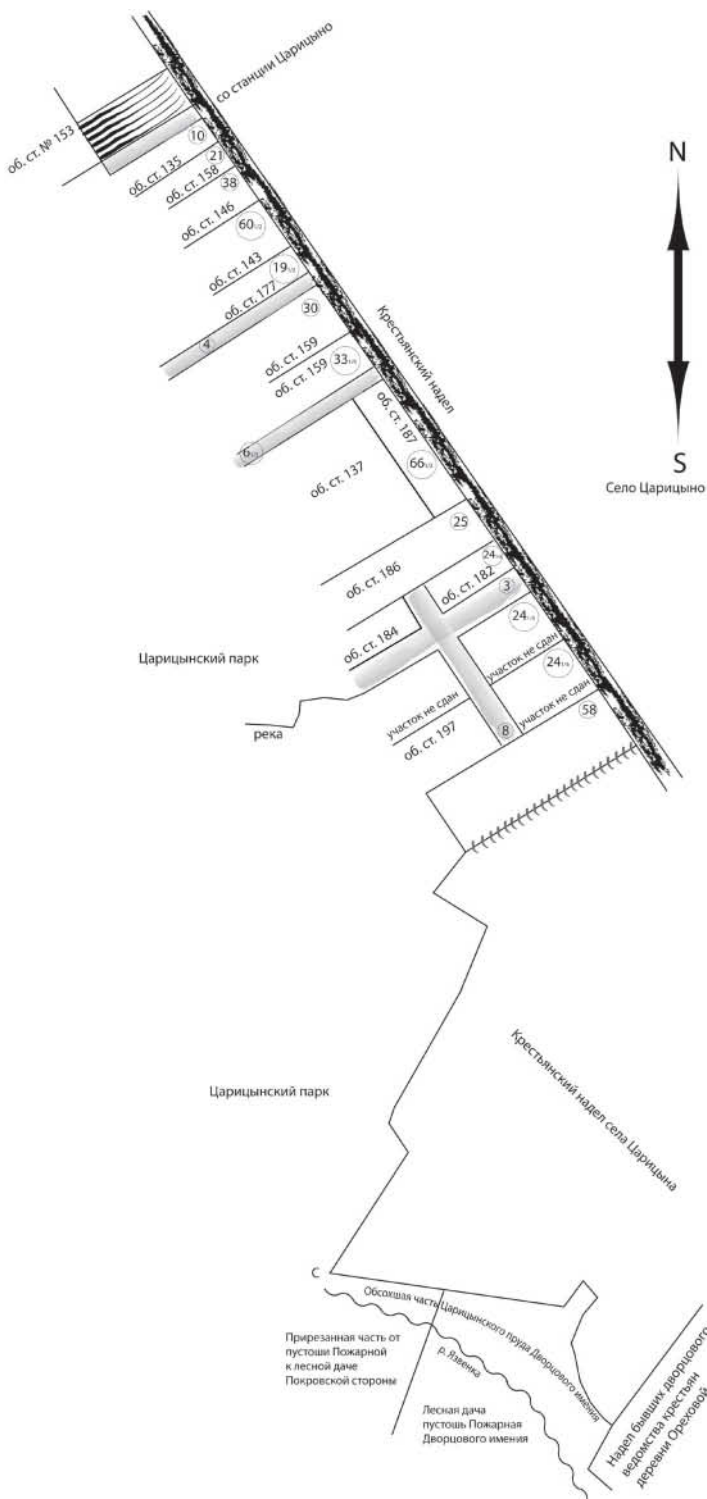 со станции Царицыно
об. ст. № 153
10
об. ст. 135
21
об. ст. 158
38
об. ст. 146
60 1/2
об. ст. 143
19 1/2
об. ст. 177
30
4
об. ст. 159
об. ст. 159
33
6
Крестьянский надел
об. ст. 187
об. ст. 137
66
N
S
Село Царицыно
25
24
об. ст. 186
об. ст. 182
3
24
об. ст. 184
Царицынский парк
участок не сдан
24
участок не сдан
участок не сдан
58
об. ст. 197
8
река
Крестьянский надел села Царицына
Царицынский парк
С
Обсохшая часть Царицынского пруда Дворцового имения
Прирезанная часть от
пустоши Пожарной
к лесной даче
Покровской стороны
р. Язвенка
Лесная дача
пустошь Пожарная
Дворцового имения
Надел бывших дворцового
ведомства крестьян
деревни Ореховой